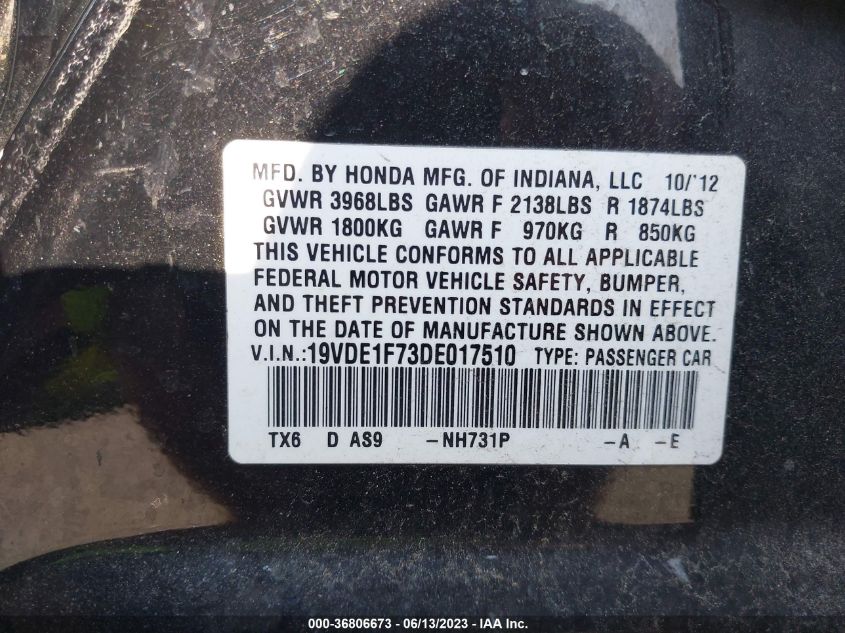 MFD. BY HONDA MFG. OF INDIANA, LLC 10/'12
GVWR 3968LBS GAWR F 2138LBS R 1874LBS
GVWR 1800KG GAWR F 970KG R 850KG
THIS VEHICLE CONFORMS TO ALL APPLICABLE
FEDERAL MOTOR VEHICLE SAFETY, BUMPER,
AND THEFT PREVENTION STANDARDS IN EFFECT
ON THE DATE OF MANUFACTURE SHOWN ABOVE.
V.I.N.:19VDE1F73DE017510 TYPE: PASSENGER CAR
TX6 D AS9 -NH731P -A -E
000-36806673 - 06/13/2023 - IAA Inc.